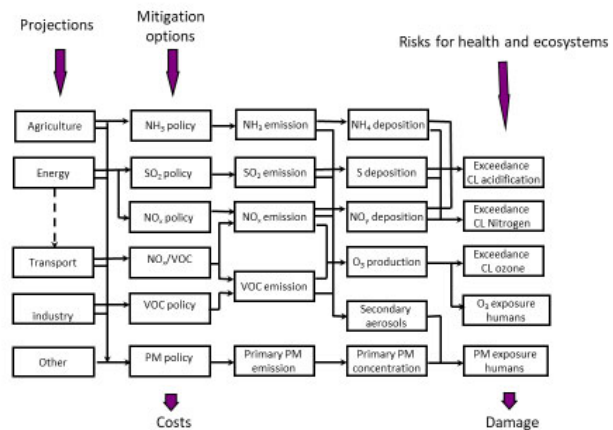 Projections
Mitigation
options
Risks for health and ecosystems
Agriculture
NH₃ policy
NH₃ emission
NH₄ deposition
Energy
SO₂ policy
SO₂ emission
S deposition
Exceedance
CL acidification
NOₓ policy
NOₓ emission
NOᵧ deposition
Exceedance
CL Nitrogen
Transport
NOₓ/VOC
O₃ production
Exceedance
CL ozone
VOC emission
industry
VOC policy
Secondary
aerosols
O₃ exposure
humans
Other
PM policy
Primary PM
emission
Primary PM
concentration
PM exposure
humans
Costs
Damage